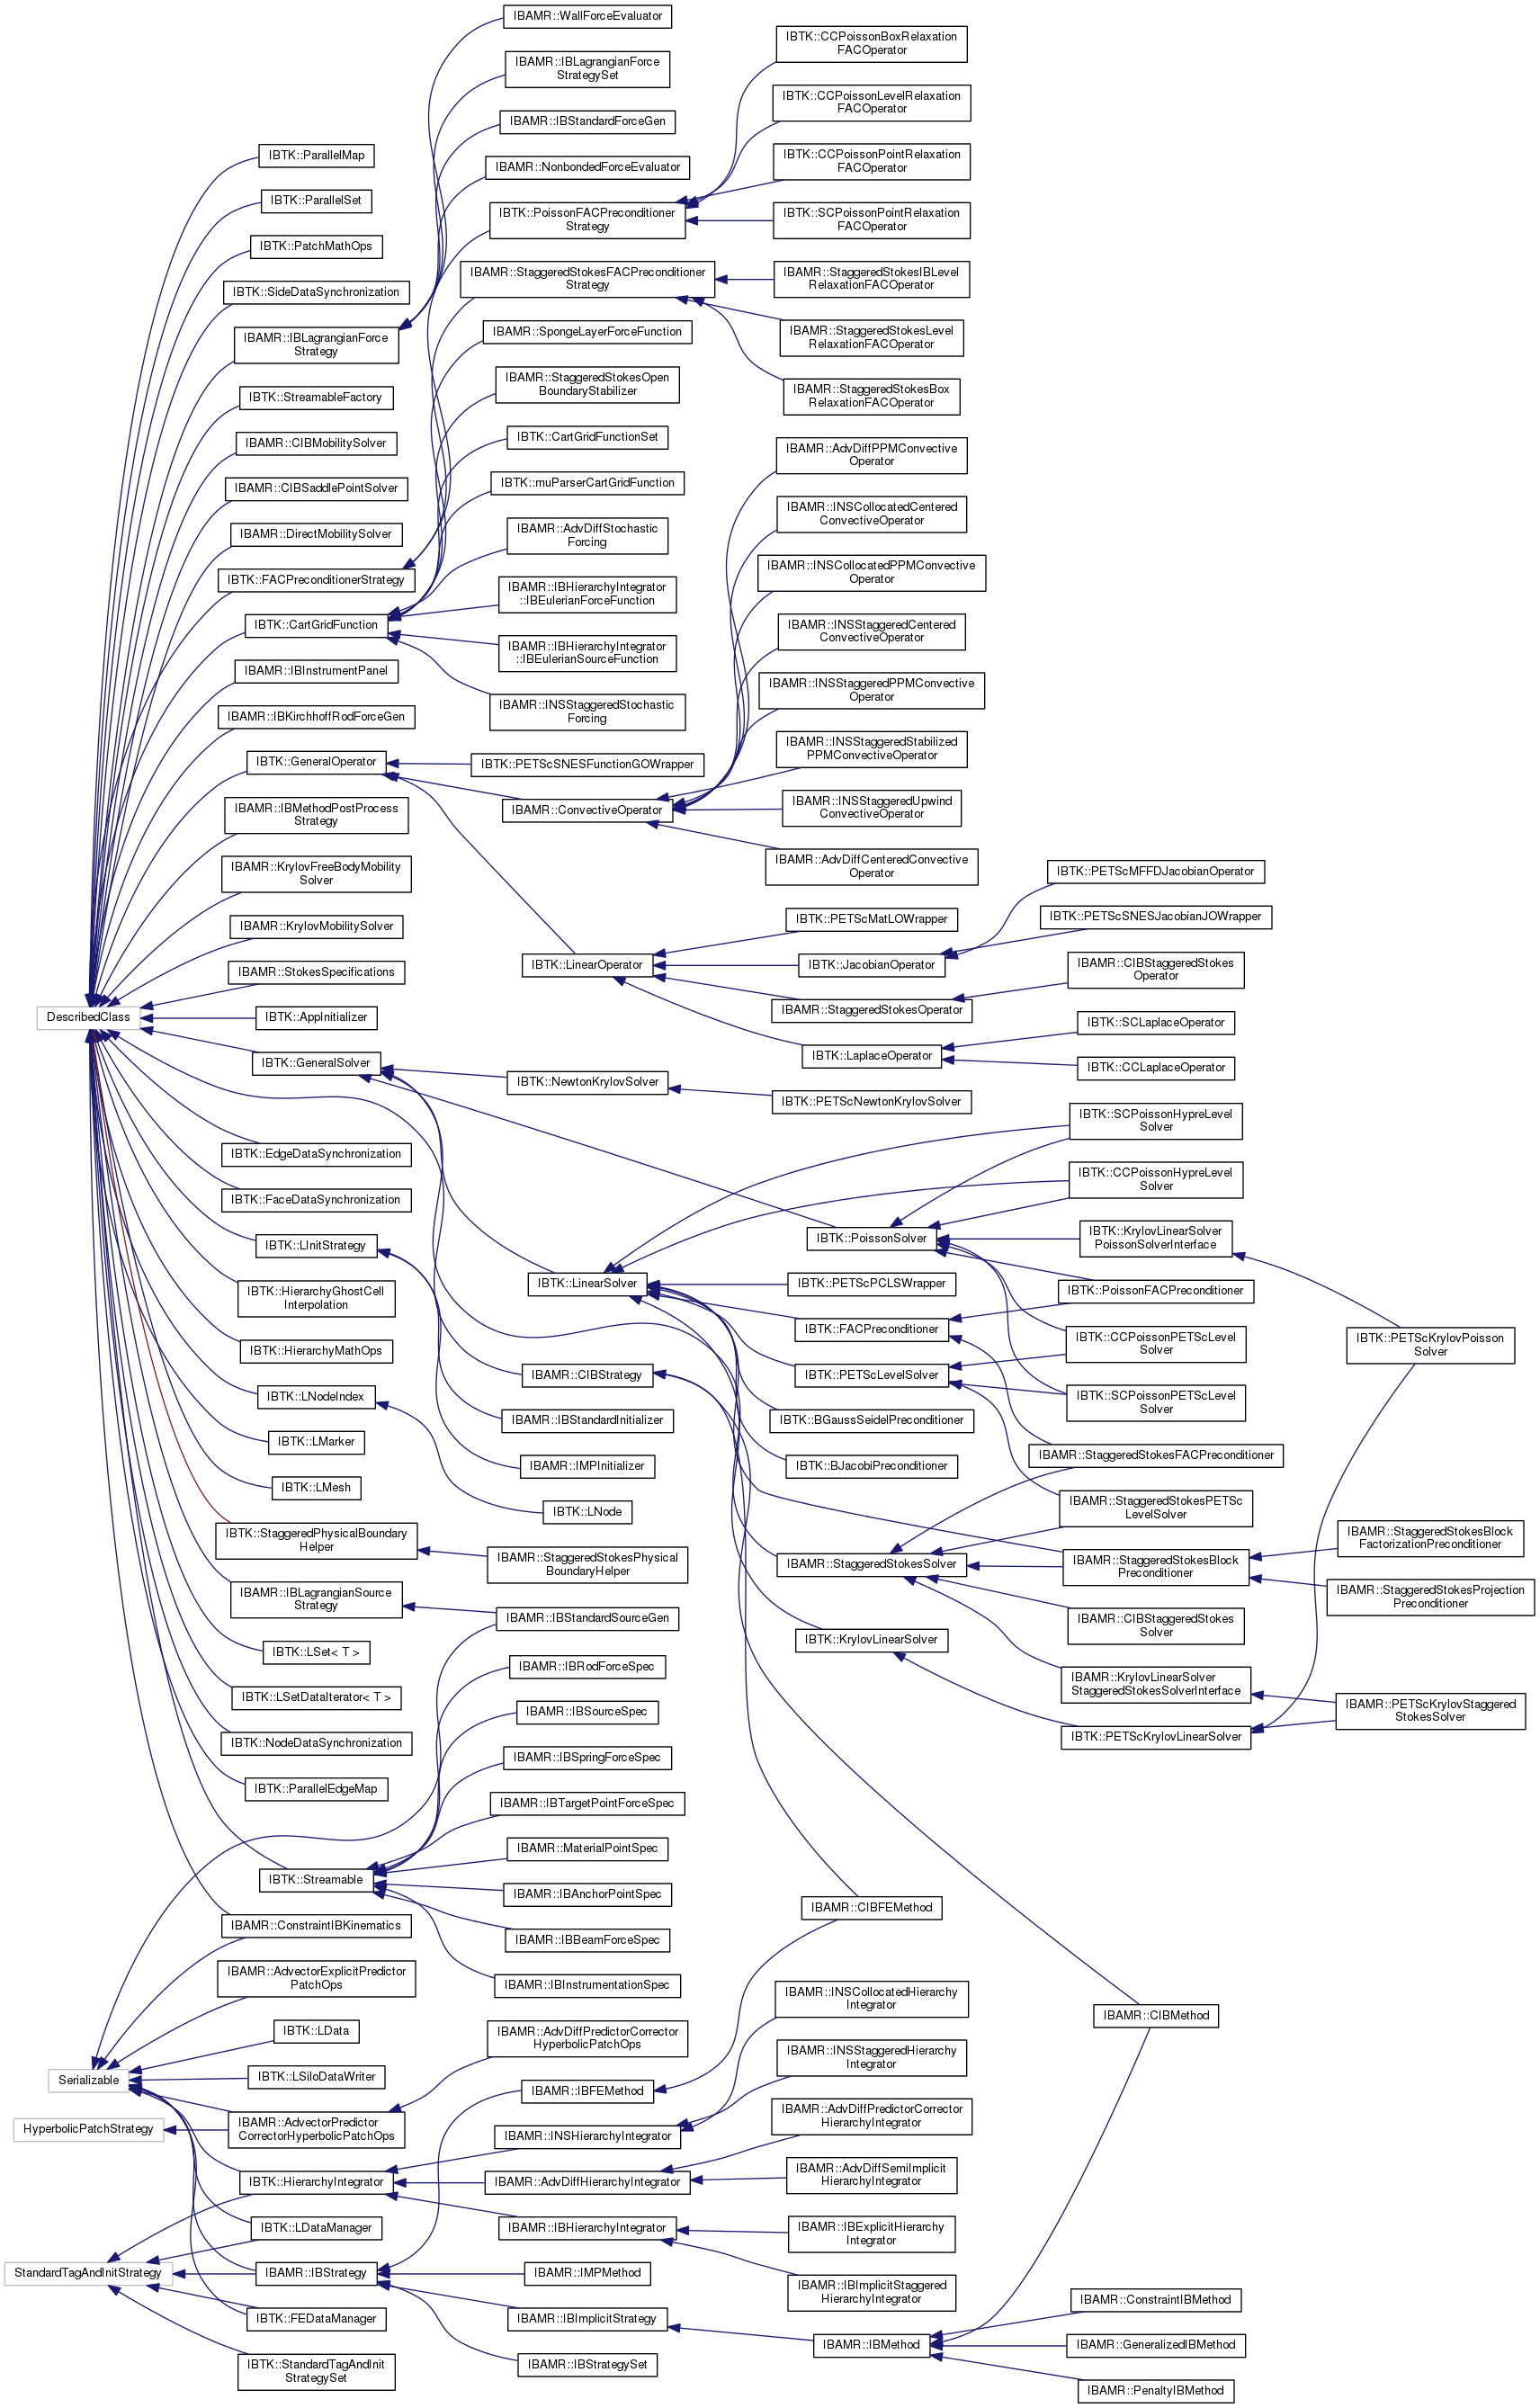 IBAMR::WallForceEvaluator
IBAMR::IBLagrangianForce
StrategySet
IBAMR::IBStandardForceGen
IBAMR::NonbondedForceEvaluator
IBTK::PoissonFACPreconditioner
Strategy
IBAMR::StaggeredStokesFACPreconditioner
Strategy
IBAMR::SpongeLayerForceFunction
IBAMR::StaggeredStokesOpen
BoundaryStabilizer
IBTK::CartGridFunctionSet
IBTK::muParserCartGridFunction
IBAMR::AdvDiffStochastic
Forcing
IBAMR::IBHierarchyIntegrator
::IBEulerianForceFunction
IBAMR::IBHierarchyIntegrator
::IBEulerianSourceFunction
IBAMR::INSStaggeredStochastic
Forcing
IBTK::PETScSNESFunctionGOWrapper
IBAMR::ConvectiveOperator
IBTK::LinearOperator
IBTK::NewtonKrylovSolver
IBTK::LinearSolver
IBAMR::CIBStrategy
IBAMR::IBStandardInitializer
IBAMR::IMPInitializer
IBTK::LNode
IBAMR::StaggeredStokesPhysical
BoundaryHelper
IBAMR::IBStandardSourceGen
IBAMR::IBRodForceSpec
IBAMR::IBSourceSpec
IBAMR::IBSpringForceSpec
IBAMR::IBTargetPointForceSpec
IBAMR::MaterialPointSpec
IBAMR::IBAnchorPointSpec
IBAMR::IBBeamForceSpec
IBAMR::IBInstrumentationSpec
IBAMR::AdvDiffPredictorCorrector
HyperbolicPatchOps
IBAMR::IBFEMethod
IBAMR::INSHierarchyIntegrator
IBAMR::AdvDiffHierarchyIntegrator
IBAMR::IBHierarchyIntegrator
IBAMR::IMPMethod
IBAMR::IBImplicitStrategy
IBAMR::IBStrategySet
IBTK::ParallelMap
IBTK::ParallelSet
IBTK::PatchMathOps
IBTK::SideDataSynchronization
IBAMR::IBLagrangianForce
Strategy
IBTK::StreamableFactory
IBAMR::CIBMobilitySolver
IBAMR::CIBSaddlePointSolver
IBAMR::DirectMobilitySolver
IBTK::FACPreconditionerStrategy
IBTK::CartGridFunction
IBAMR::IBInstrumentPanel
IBAMR::IBKirchhoffRodForceGen
IBTK::GeneralOperator
IBAMR::IBMethodPostProcess
Strategy
IBAMR::KrylovFreeBodyMobility
Solver
IBAMR::KrylovMobilitySolver
IBAMR::StokesSpecifications
IBTK::AppInitializer
IBTK::GeneralSolver
IBTK::EdgeDataSynchronization
IBTK::FaceDataSynchronization
IBTK::LInitStrategy
IBTK::HierarchyGhostCell
Interpolation
IBTK::HierarchyMathOps
IBTK::LNodeIndex
IBTK::LMarker
IBTK::LMesh
IBTK::StaggeredPhysicalBoundary
Helper
IBAMR::IBLagrangianSource
Strategy
IBTK::LSet< T >
IBTK::LSetDataIterator< T >
IBTK::NodeDataSynchronization
IBTK::ParallelEdgeMap
IBTK::Streamable
IBAMR::ConstraintIBKinematics
IBAMR::AdvectorExplicitPredictor
PatchOps
IBTK::LData
IBTK::LSiloDataWriter
IBAMR::AdvectorPredictor
CorrectorHyperbolicPatchOps
IBTK::HierarchyIntegrator
IBTK::LDataManager
IBAMR::IBStrategy
IBTK::FEDataManager
IBTK::StandardTagAndInit
StrategySet
DescribedClass
Serializable
HyperbolicPatchStrategy
StandardTagAndInitStrategy
IBTK::CCPoissonBoxRelaxation
FACOperator
IBTK::CCPoissonLevelRelaxation
FACOperator
IBTK::CCPoissonPointRelaxation
FACOperator
IBTK::SCPoissonPointRelaxation
FACOperator
IBAMR::StaggeredStokesIBLevel
RelaxationFACOperator
IBAMR::StaggeredStokesLevel
RelaxationFACOperator
IBAMR::StaggeredStokesBox
RelaxationFACOperator
IBAMR::AdvDiffPPMConvective
Operator
IBAMR::INSCollocatedCentered
ConvectiveOperator
IBAMR::INSCollocatedPPMConvective
Operator
IBAMR::INSStaggeredCentered
ConvectiveOperator
IBAMR::INSStaggeredPPMConvective
Operator
IBAMR::INSStaggeredStabilized
PPMConvectiveOperator
IBAMR::INSStaggeredUpwind
ConvectiveOperator
IBAMR::AdvDiffCenteredConvective
Operator
IBTK::PETScMatLOWrapper
IBTK::JacobianOperator
IBAMR::StaggeredStokesOperator
IBTK::LaplaceOperator
IBTK::PETScNewtonKrylovSolver
IBTK::PoissonSolver
IBTK::PETScPCLSWrapper
IBTK::FACPreconditioner
IBTK::PETScLevelSolver
IBTK::BGaussSeidelPreconditioner
IBTK::BJacobiPreconditioner
IBAMR::StaggeredStokesSolver
IBTK::KrylovLinearSolver
IBAMR::CIBFEMethod
IBAMR::INSCollocatedHierarchy
Integrator
IBAMR::INSStaggeredHierarchy
Integrator
IBAMR::AdvDiffPredictorCorrector
HierarchyIntegrator
IBAMR::AdvDiffSemiImplicit
HierarchyIntegrator
IBAMR::IBExplicitHierarchy
Integrator
IBAMR::IBImplicitStaggered
HierarchyIntegrator
IBAMR::IBMethod
IBTK::PETScMFFDJacobianOperator
IBTK::PETScSNESJacobianJOWrapper
IBAMR::CIBStaggeredStokes
Operator
IBTK::SCLaplaceOperator
IBTK::CCLaplaceOperator
IBTK::SCPoissonHypreLevel
Solver
IBTK::CCPoissonHypreLevel
Solver
IBTK::KrylovLinearSolver
PoissonSolverInterface
IBTK::PoissonFACPreconditioner
IBTK::CCPoissonPETScLevel
Solver
IBTK::SCPoissonPETScLevel
Solver
IBAMR::StaggeredStokesFACPreconditioner
IBAMR::StaggeredStokesPETSc
LevelSolver
IBAMR::StaggeredStokesBlock
Preconditioner
IBAMR::CIBStaggeredStokes
Solver
IBAMR::KrylovLinearSolver
StaggeredStokesSolverInterface
IBTK::PETScKrylovLinearSolver
IBAMR::CIBMethod
IBAMR::ConstraintIBMethod
IBAMR::GeneralizedIBMethod
IBAMR::PenaltyIBMethod
IBTK::PETScKrylovPoisson
Solver
IBAMR::StaggeredStokesBlock
FactorizationPreconditioner
IBAMR::StaggeredStokesProjection
Preconditioner
IBAMR::PETScKrylovStaggered
StokesSolver